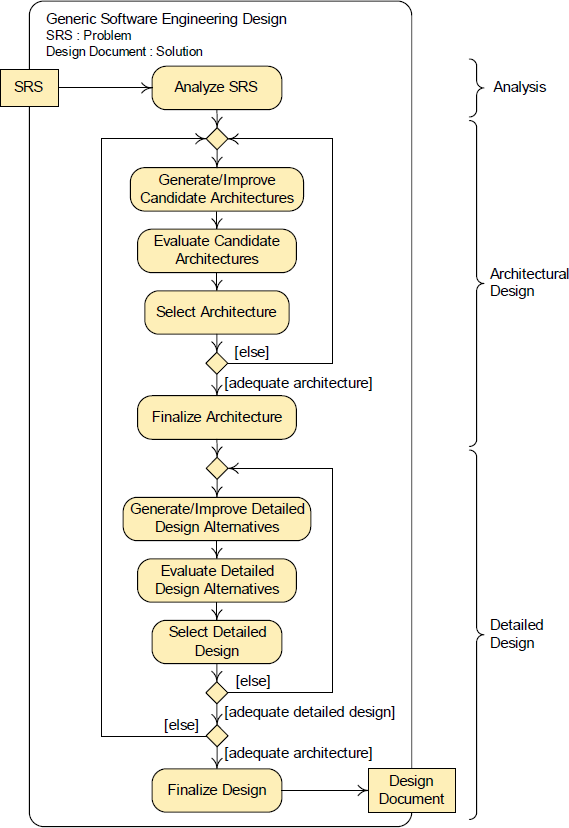 Generic Software Engineering Design
SRS : Problem
Design Document : Solution
SRS
Analyze SRS
Analysis
Generate/Improve
Candidate Architectures
Evaluate Candidate
Architectures
Architectural
Design
Select Architecture
[else]
[adequate architecture]
Finalize Architecture
Generate/Improve Detailed
Design Alternatives
Evaluate Detailed
Design Alternatives
Select Detailed
Design
Detailed
Design
[else]
[adequate detailed design]
[else]
[adequate architecture]
Finalize Design
Design
Document